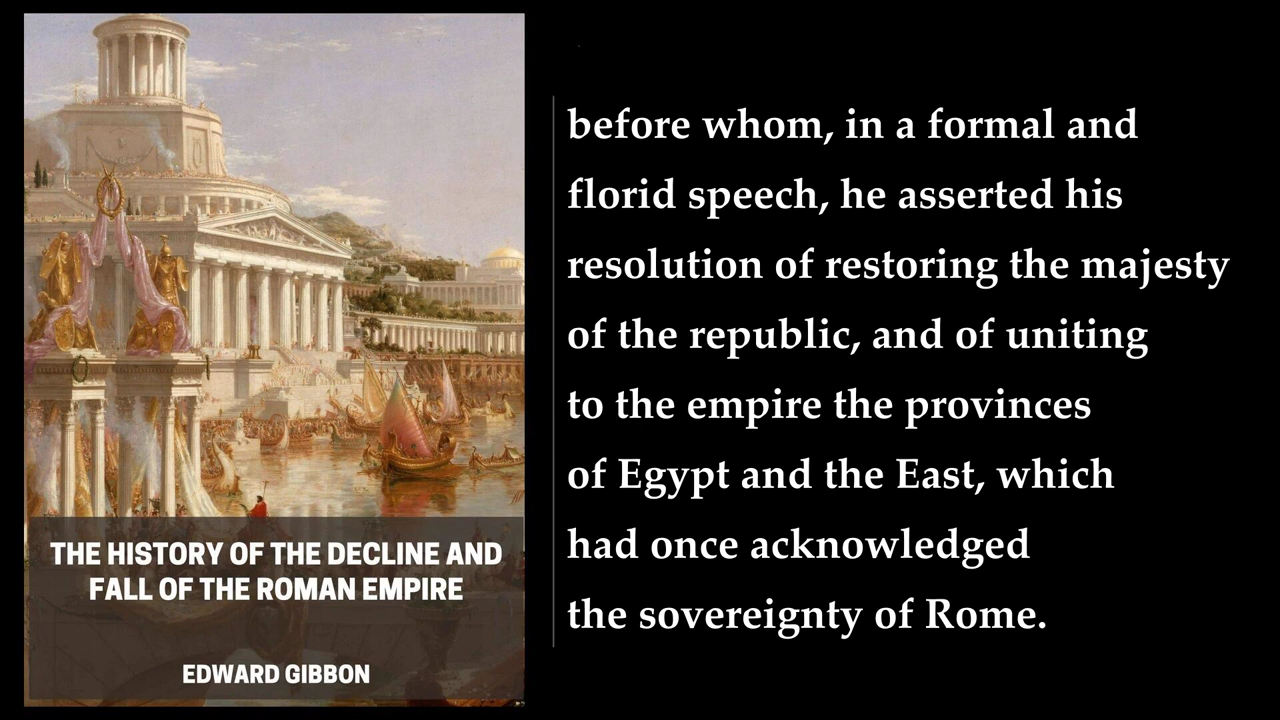 THE HISTORY OF THE DECLINE AND
FALL OF THE ROMAN EMPIRE
EDWARD GIBBON
before whom, in a formal and
florid speech, he asserted his
resolution of restoring the majesty
of the republic, and of uniting
to the empire the provinces
of Egypt and the East, which
had once acknowledged
the sovereignty of Rome.